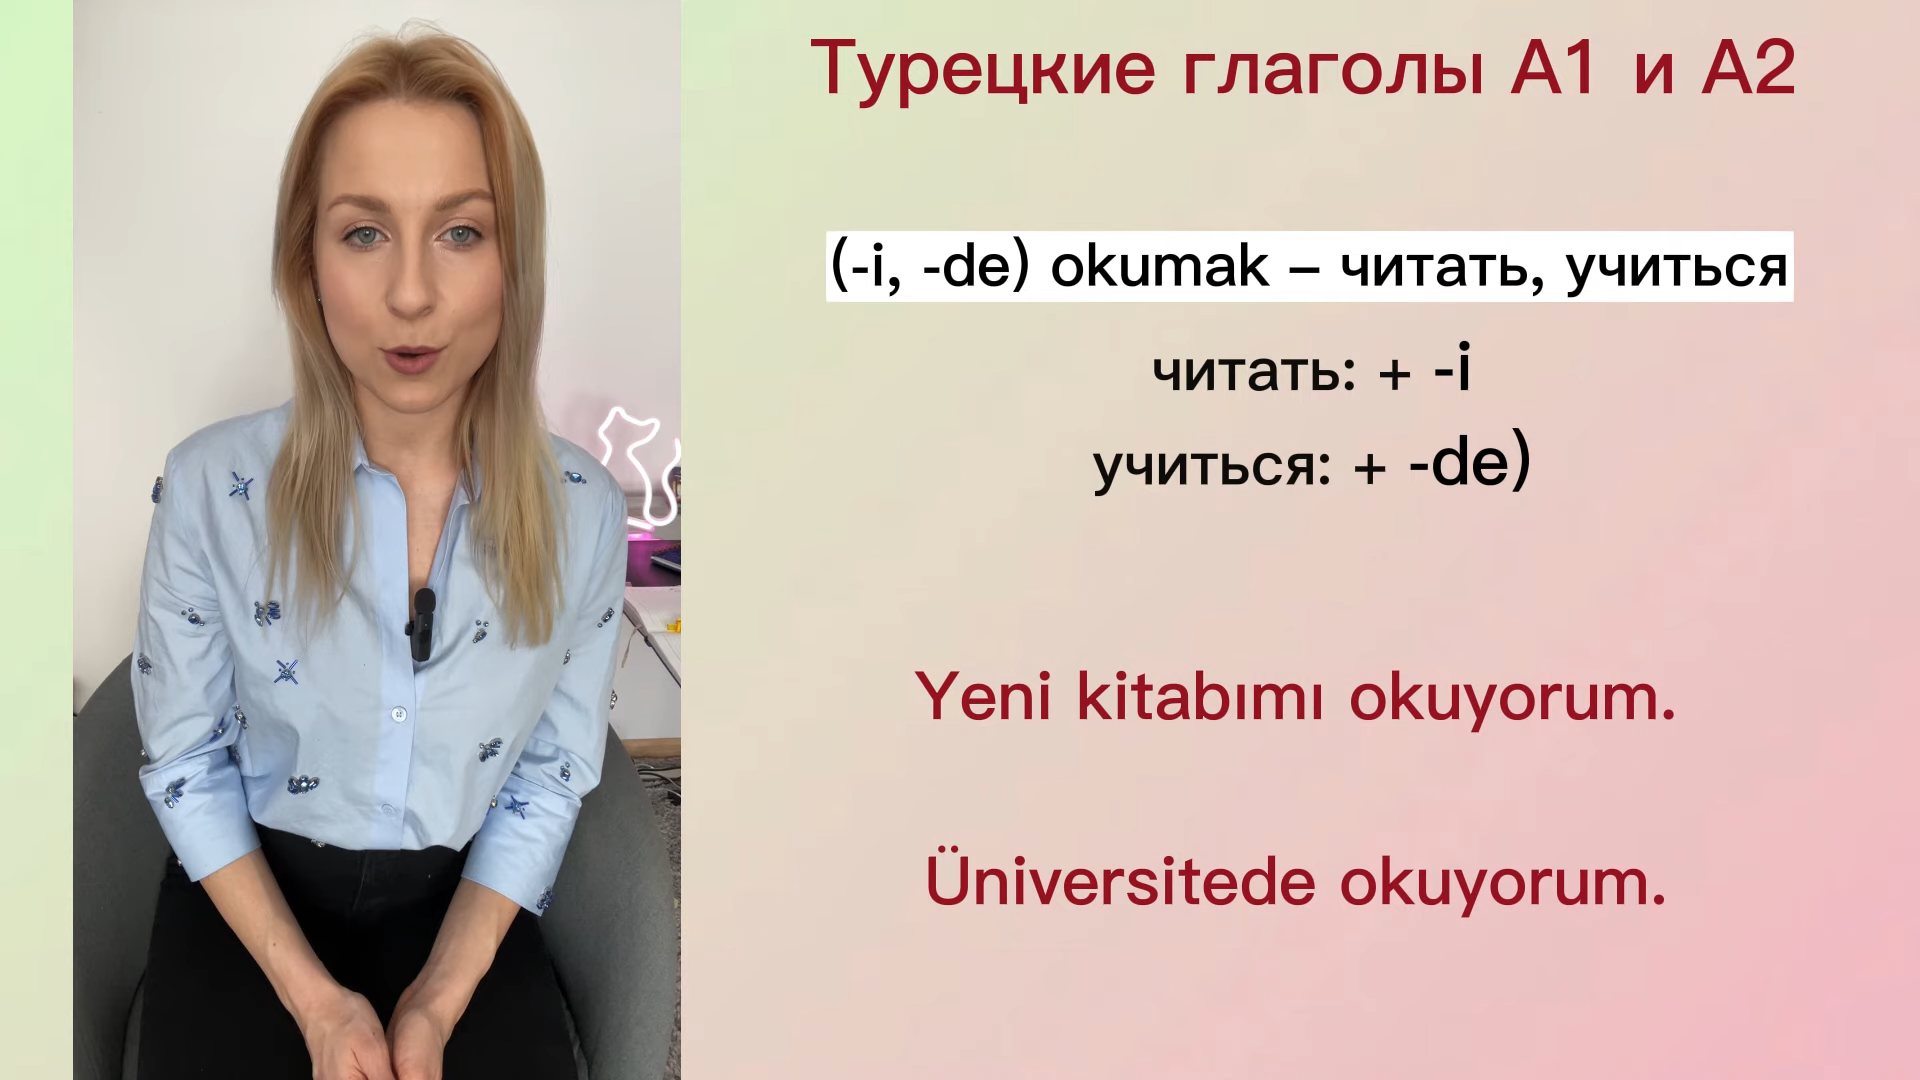 Турецкие глаголы А1 и А2
(-i, -de) okumak – читать, учиться
читать: + -i
учиться: + -de)
Yeni kitabımı okuyorum.
Üniversitede okuyorum.